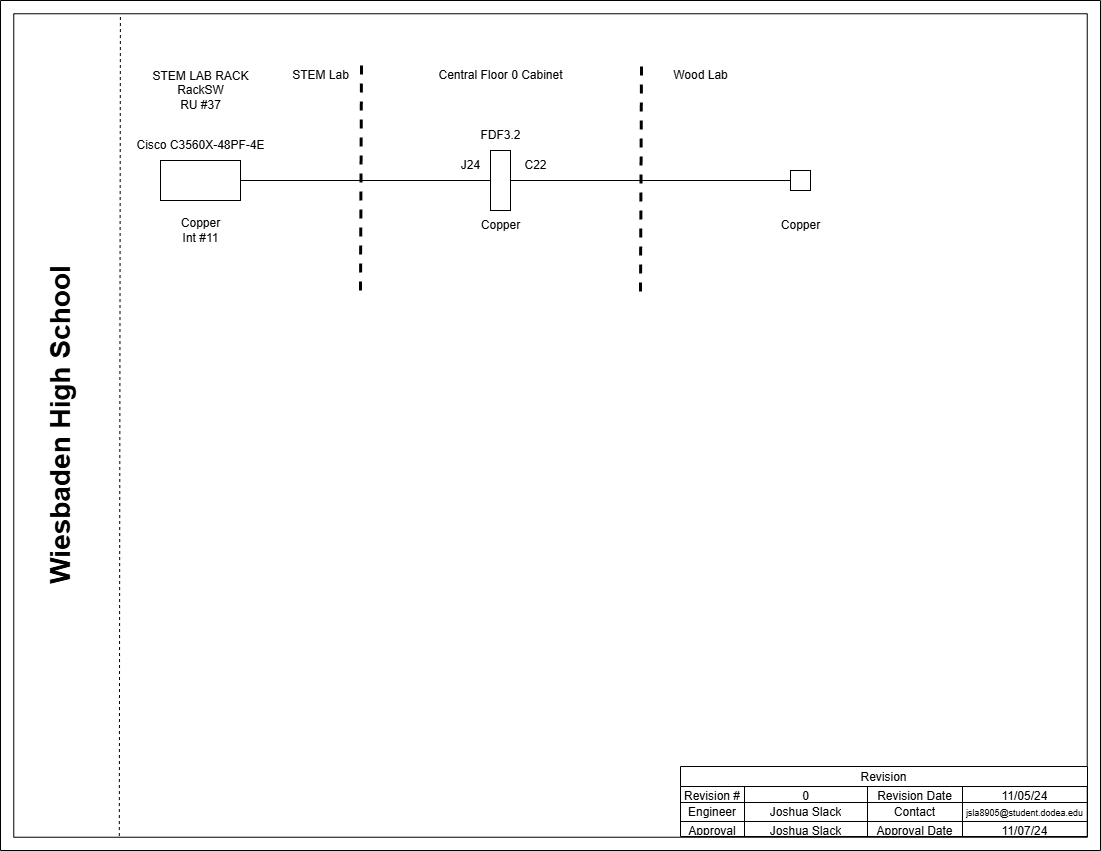 Wiesbaden High School
STEM LAB RACK
RackSW
RU #37
STEM Lab
Central Floor 0 Cabinet
Wood Lab
Cisco C3560X-48PF-4E
FDF3.2
J24
C22
Copper
Int #11
Copper
Copper
Revision
Revision # 0 Revision Date 11/05/24
Engineer Joshua Slack Contact jsla8905@student.dodea.edu
Approval Joshua Slack Approval Date 11/07/24